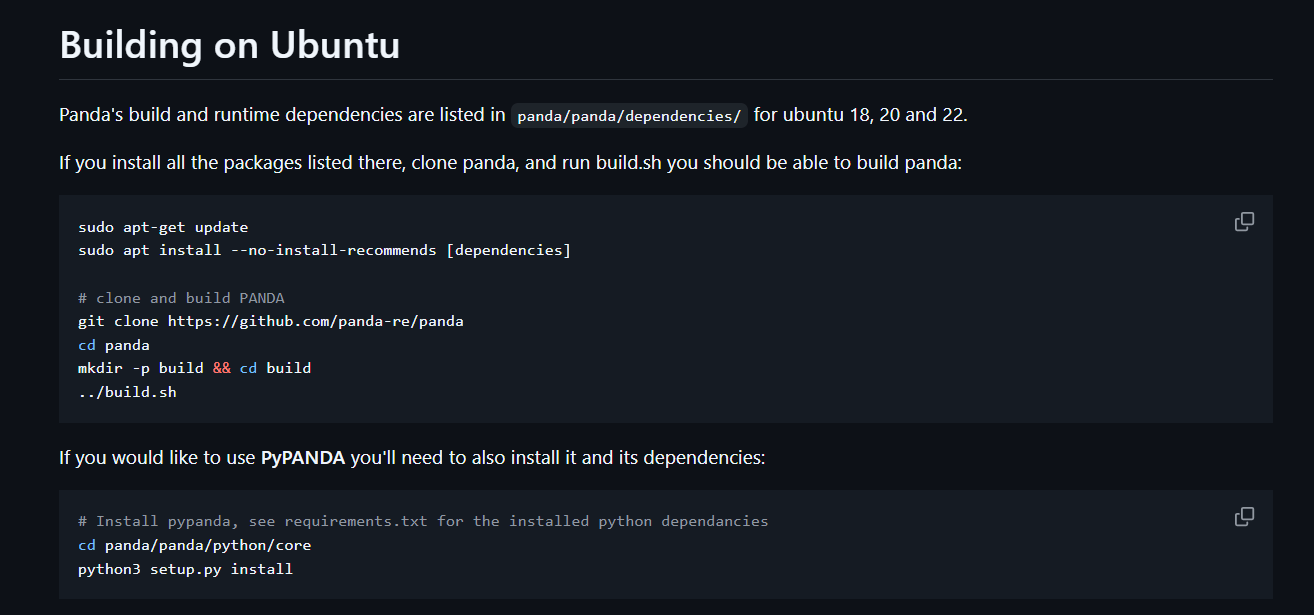 Building on Ubuntu
Panda's build and runtime dependencies are listed in panda/panda/dependencies/ for ubuntu 18, 20 and 22.
If you install all the packages listed there, clone panda, and run build.sh you should be able to build panda:
sudo apt-get update
sudo apt install --no-install-recommends [dependencies]
# clone and build PANDA
git clone https://github.com/panda-re/panda
cd panda
mkdir -p build && cd build
../build.sh
If you would like to use PyPANDA you'll need to also install it and its dependencies:
# Install pypanda, see requirements.txt for the installed python dependancies
cd panda/panda/python/core
python3 setup.py install